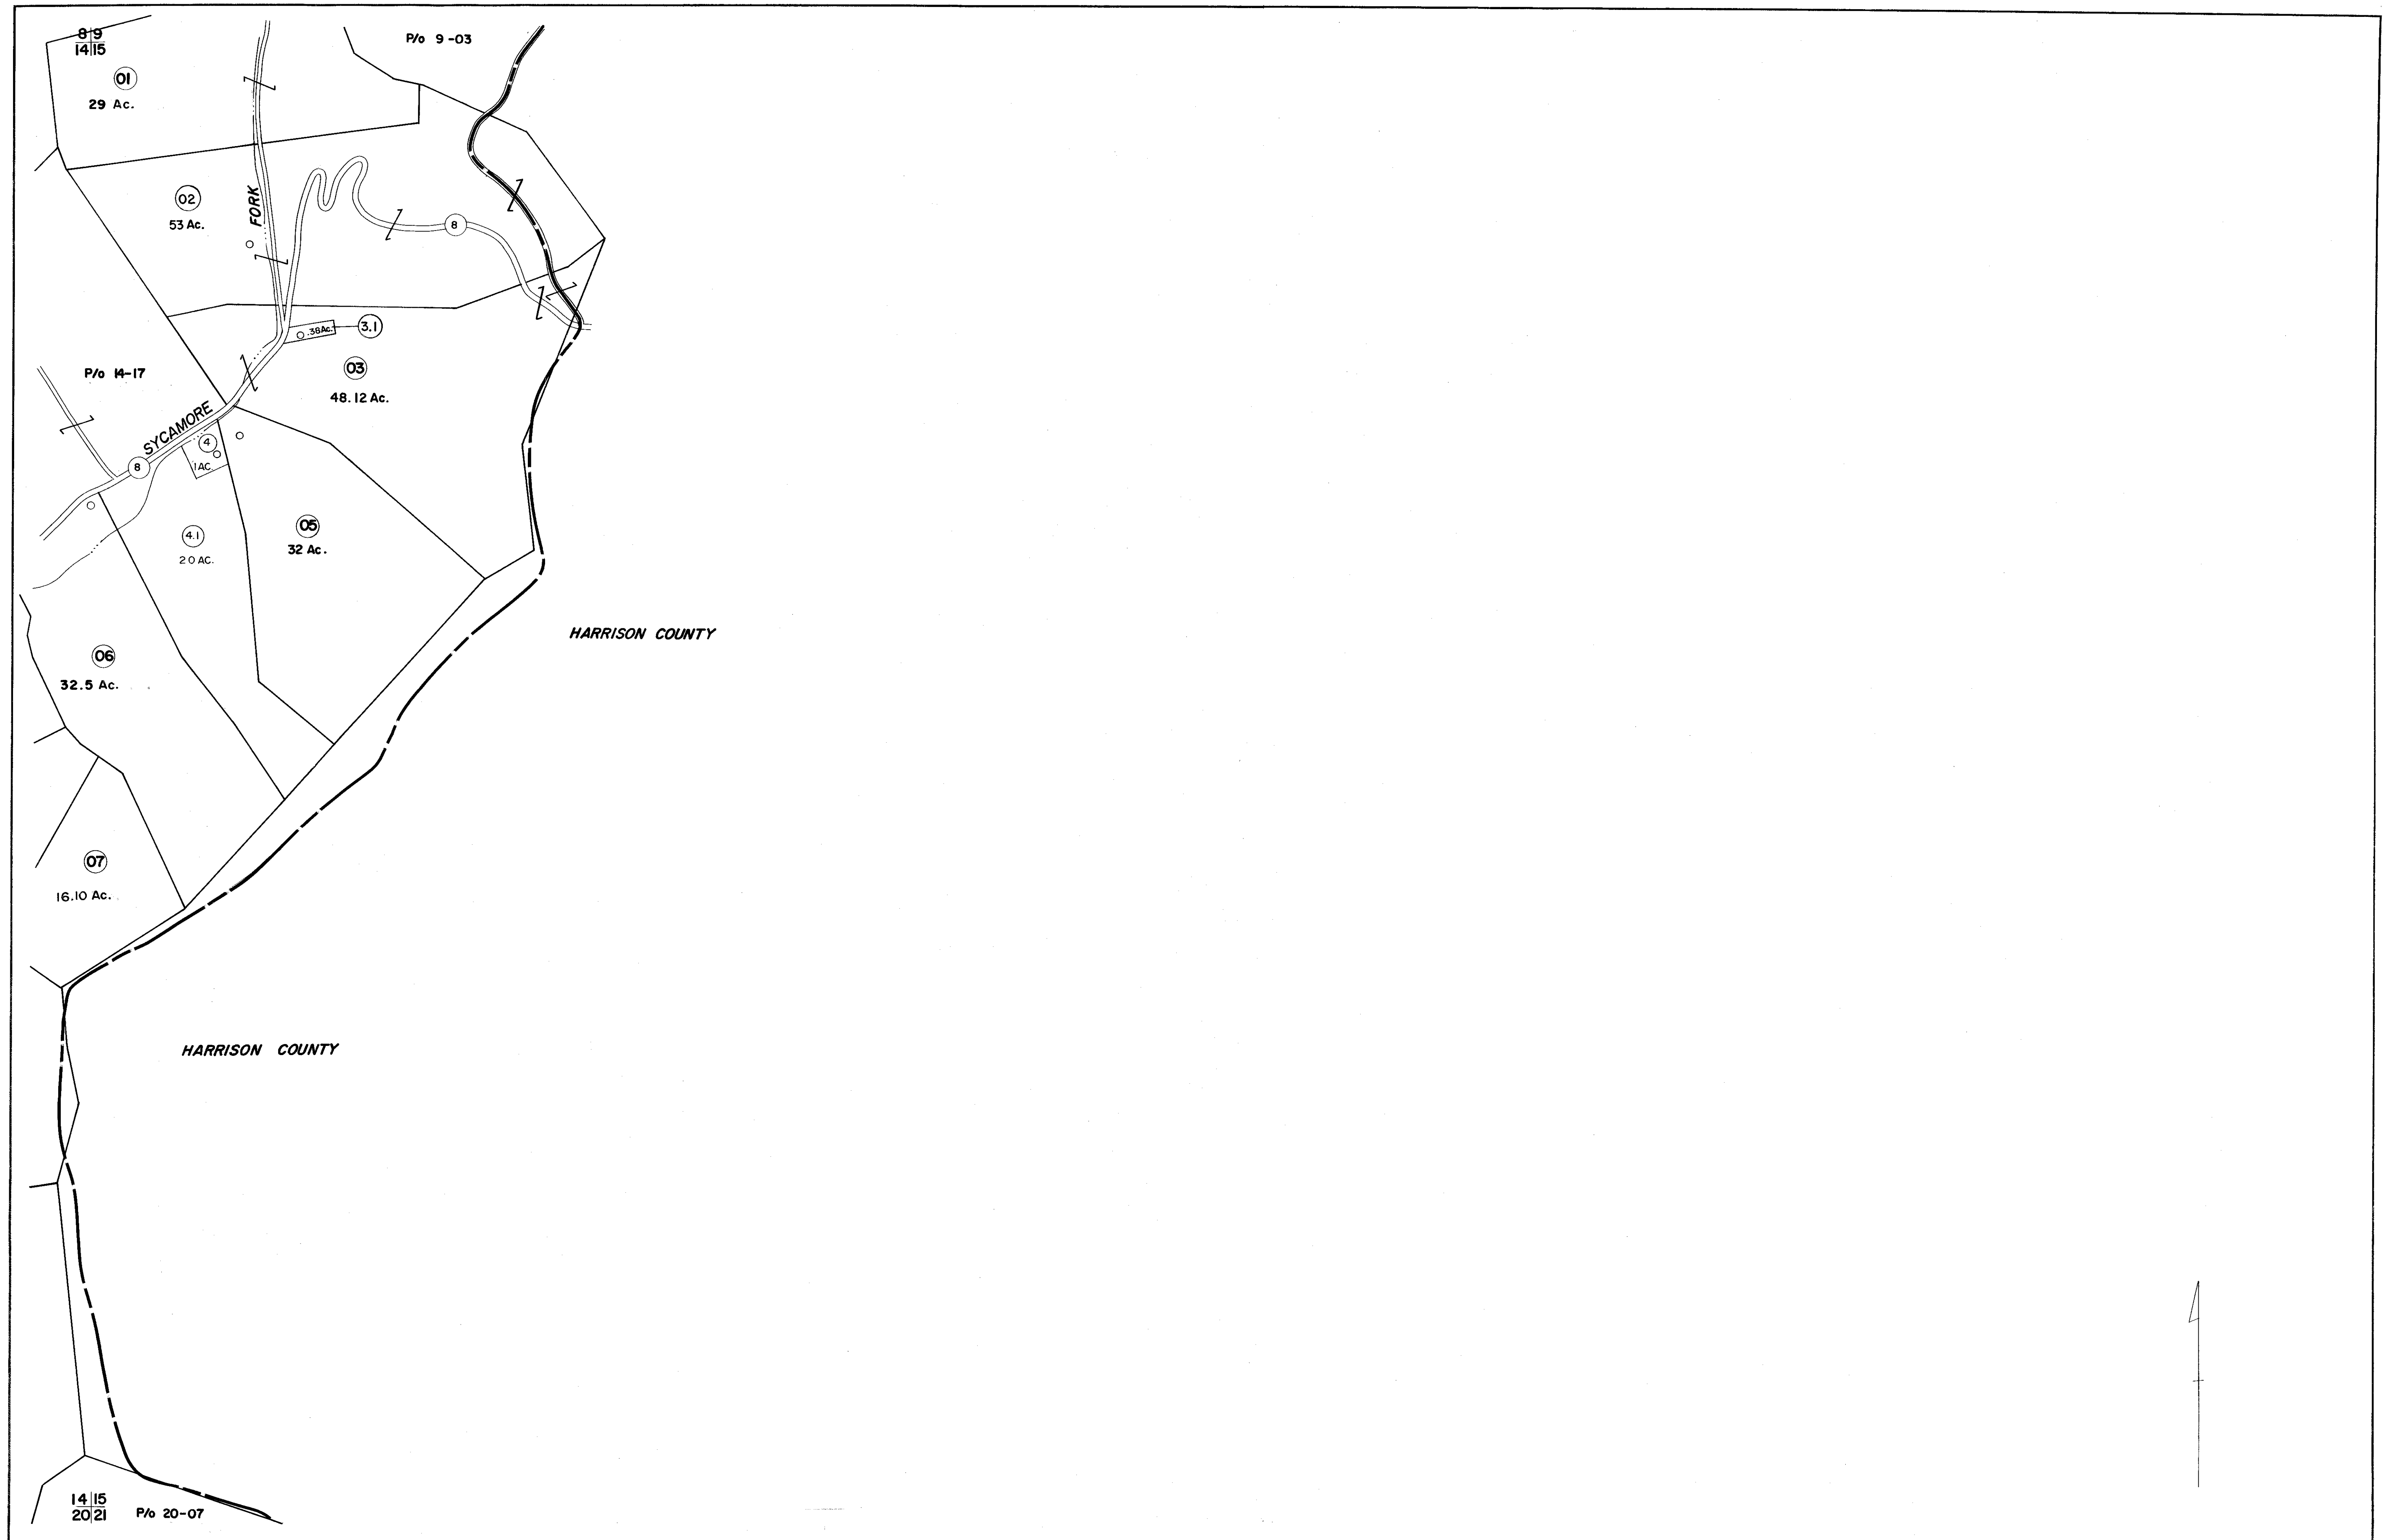 8 9
14 15
P/o 9-03
01
29 Ac.
02
53 Ac.
FORK
8
.38Ac.
3.1
03
48.12 Ac.
P/o 14-17
SYCAMORE
4
1 AC.
8
4.1
20 AC.
05
32 Ac.
HARRISON COUNTY
06
32.5 Ac.
07
16.10 Ac.
HARRISON COUNTY
14 15
20 21
P/o 20-07